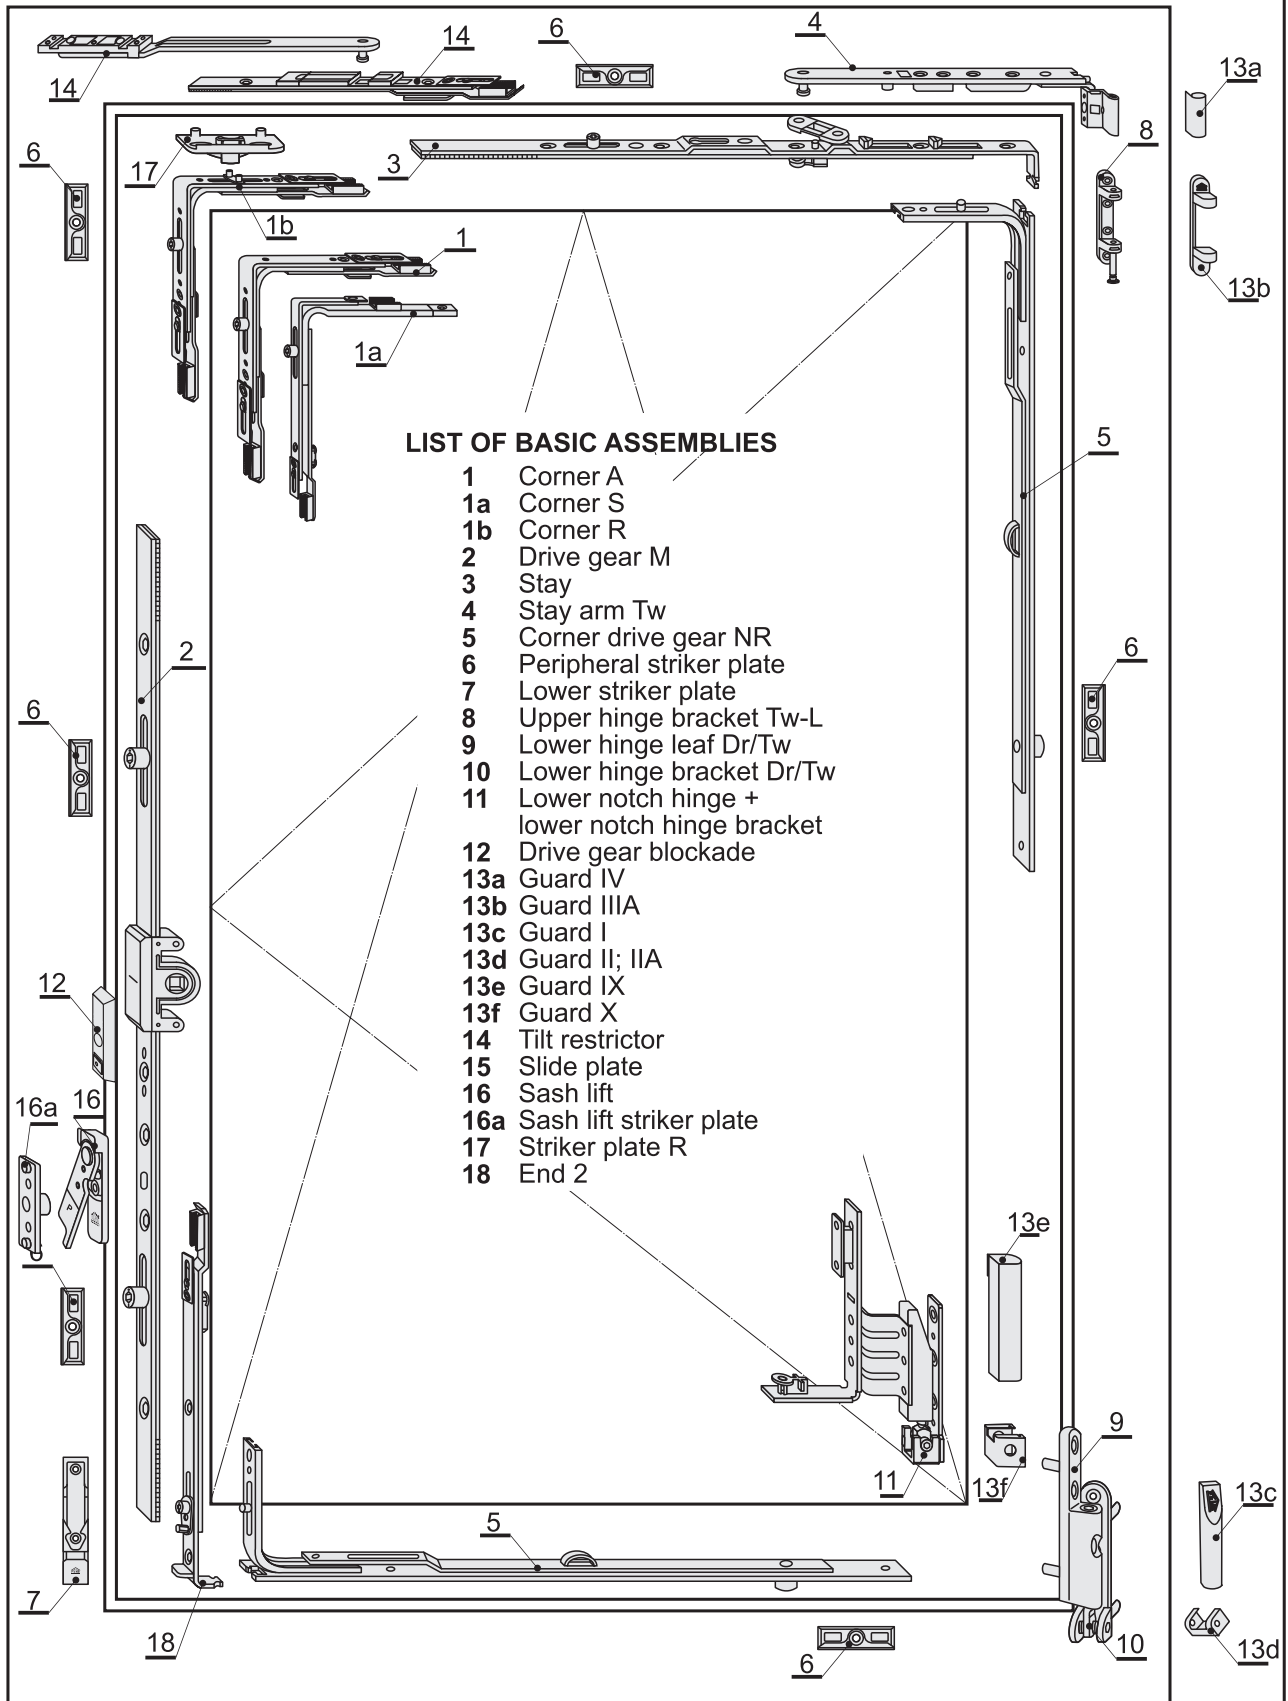 6
4
14
14
13a
8
6
17
3
1b
13b
1
1a
LIST OF BASIC ASSEMBLIES
1 Corner A
1a Corner S
1b Corner R
2 Drive gear M
3 Stay
4 Stay arm Tw
5 Corner drive gear NR
6 Peripheral striker plate
7 Lower striker plate
8 Upper hinge bracket Tw-L
9 Lower hinge leaf Dr/Tw
10 Lower hinge bracket Dr/Tw
11 Lower notch hinge +
lower notch hinge bracket
12 Drive gear blockade
13a Guard IV
13b Guard IIIA
13c Guard I
13d Guard II; IIA
13e Guard IX
13f Guard X
14 Tilt restrictor
15 Slide plate
16 Sash lift
16a Sash lift striker plate
17 Striker plate R
18 End 2
5
2
6
6
12
16a
16
13e
9
11
13f
13c
5
7
18
6
10
13d